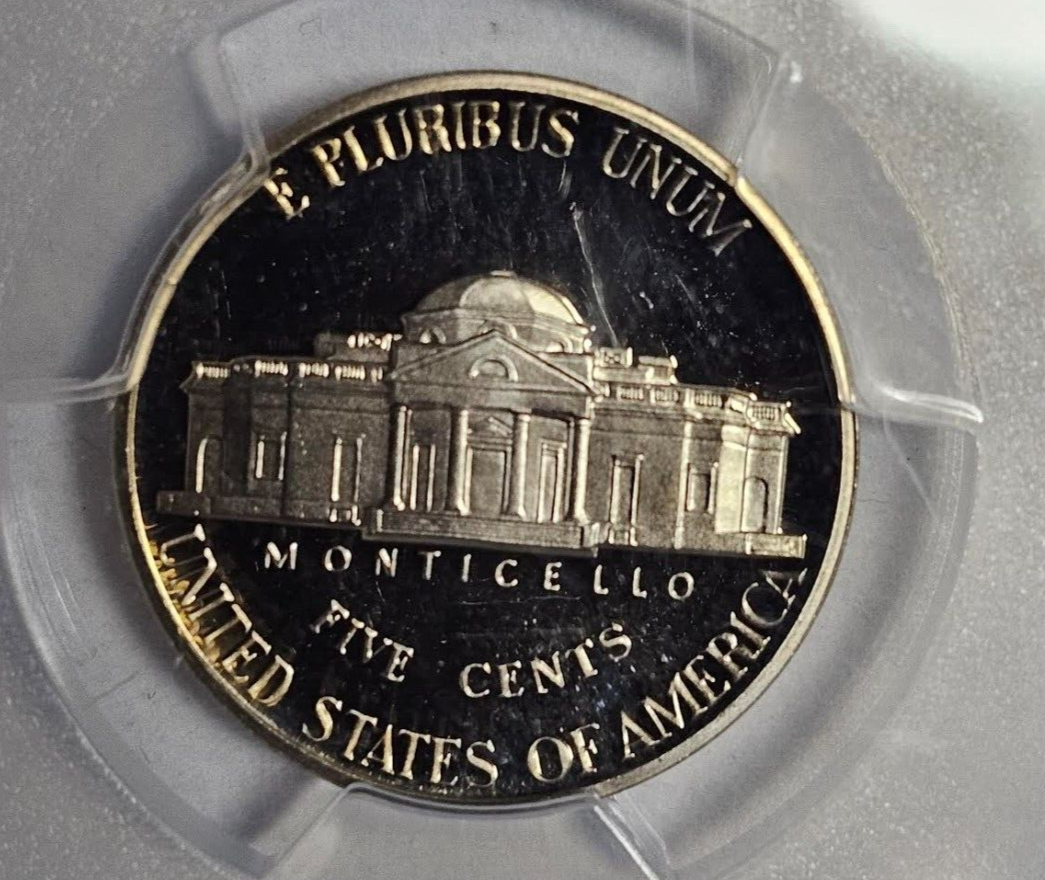 E PLURIBUS UNUM
MONTICELLO
FIVE CENTS
UNITED STATES OF AMERICA